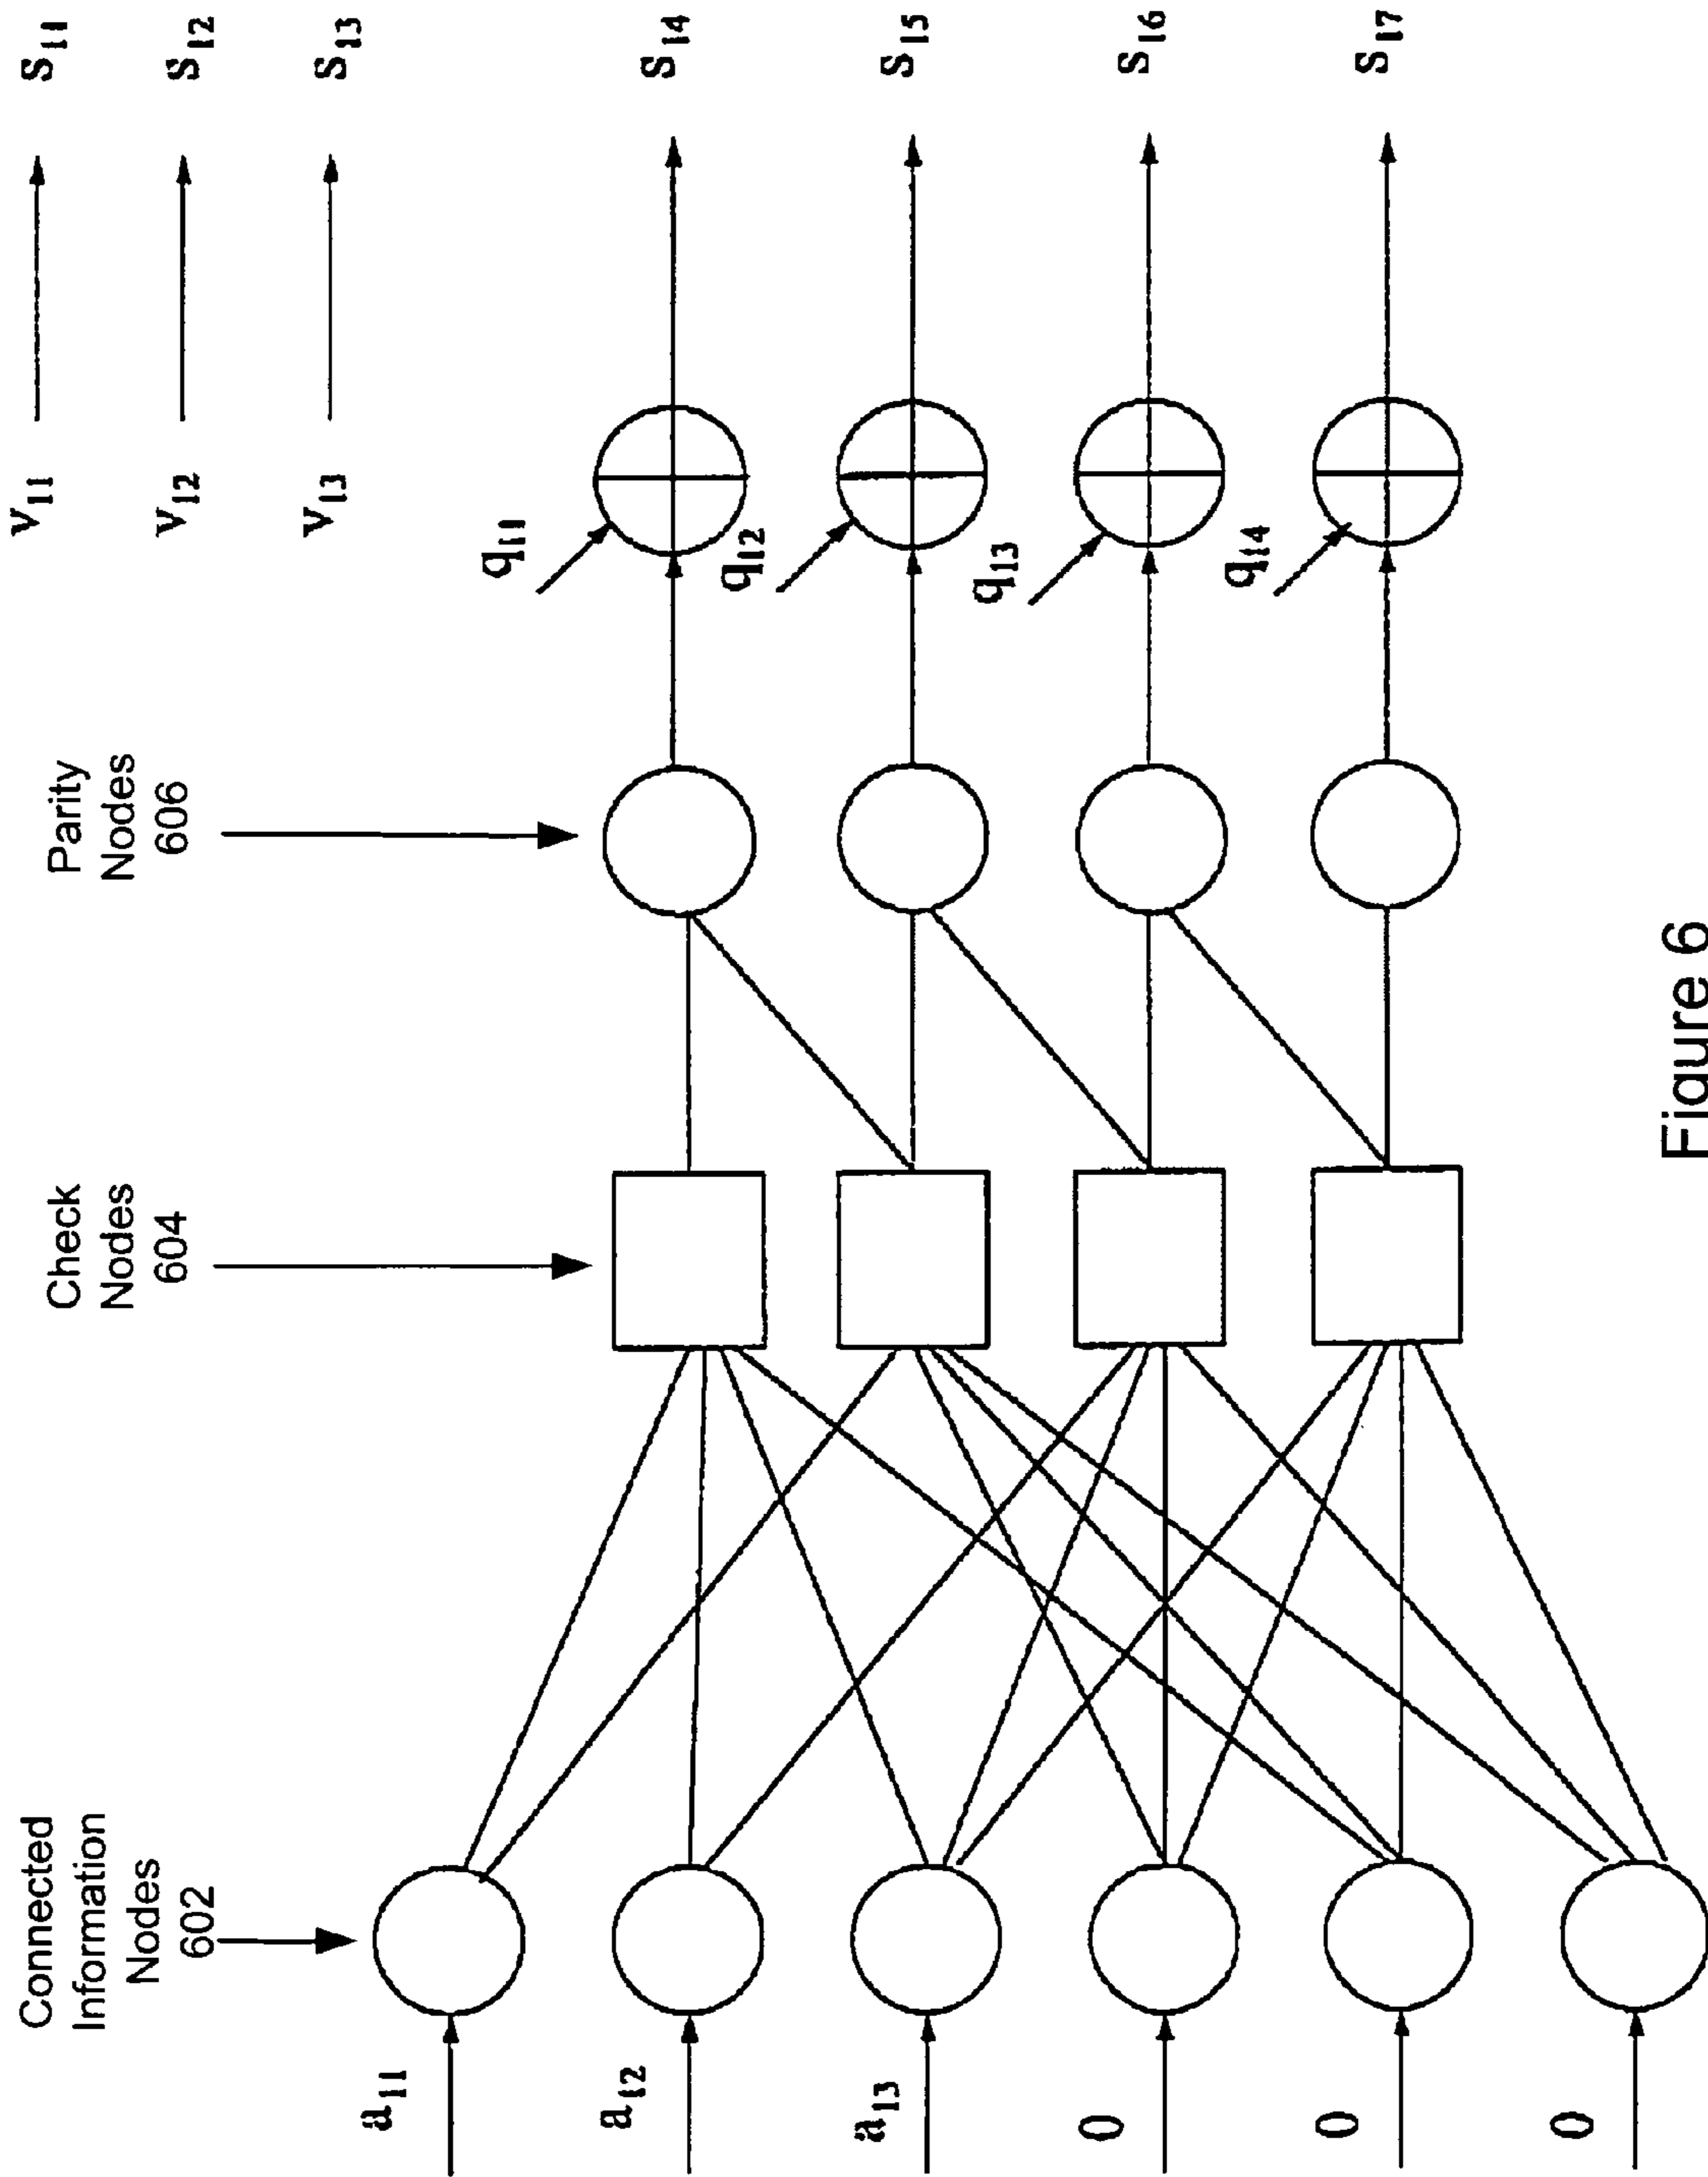 v11 s11
v12 s12
v13 s13
Connected
Information
Nodes
602
Check
Nodes
604
Parity
Nodes
606
a11
q11
s14
a12
q12
s15
a13
q13
s16
0
q14
s17
0
0
Figure 6